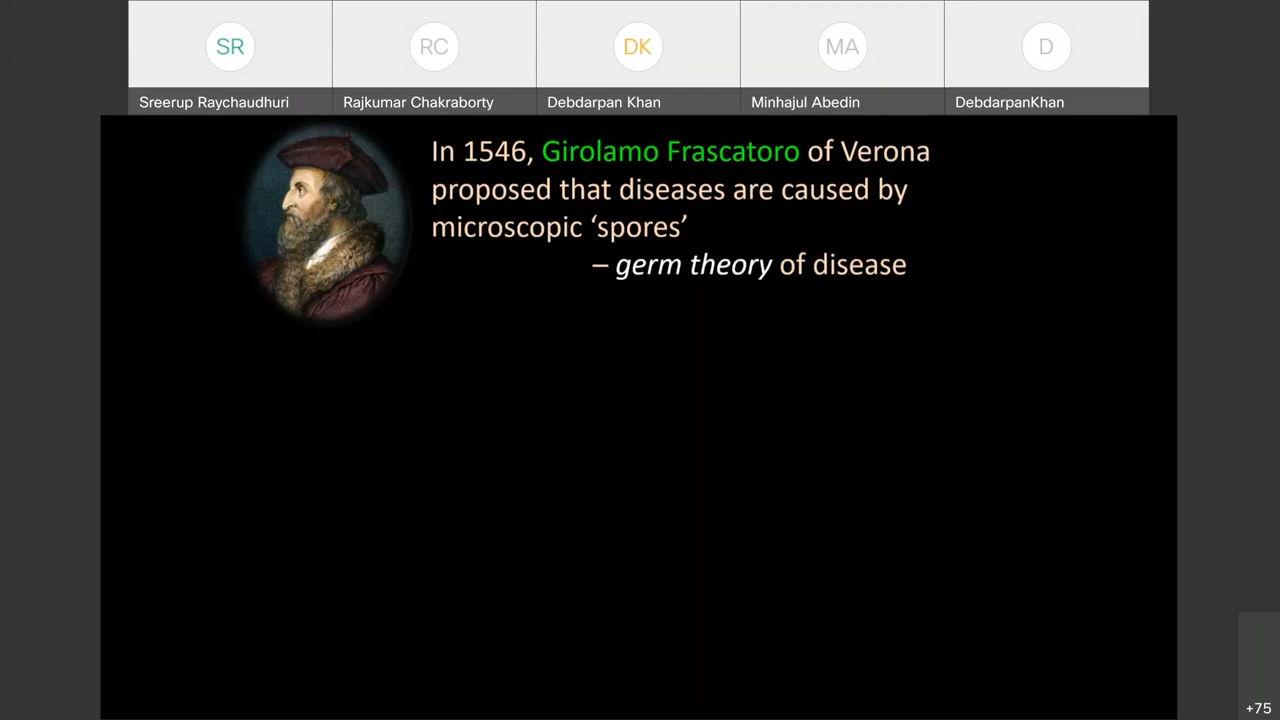 SR
RC
DK
MA
D
Sreerup Raychaudhuri
Rajkumar Chakraborty
Debdarpan Khan
Minhajul Abedin
DebdarpanKhan
In 1546, Girolamo Frascatoro of Verona
proposed that diseases are caused by
microscopic ‘spores’
– germ theory of disease
+75